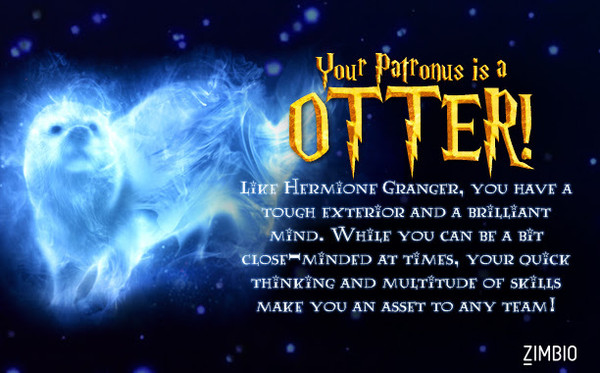 Your Patronus is a
OTTER!
Like Hermione Granger, you have a
tough exterior and a brilliant
mind. While you can be a bit
close-minded at times, your quick
thinking and multitude of skills
make you an asset to any team!
ZIMBIO